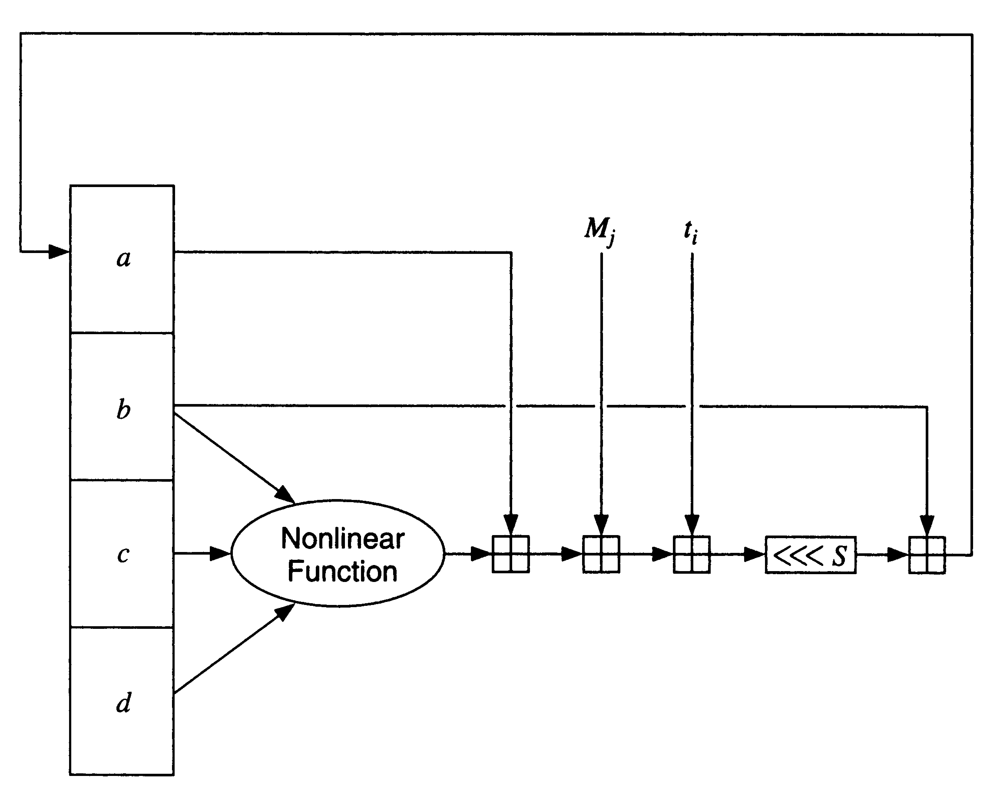 M_j
t_i
a
b
c
d
Nonlinear
Function
<<< S